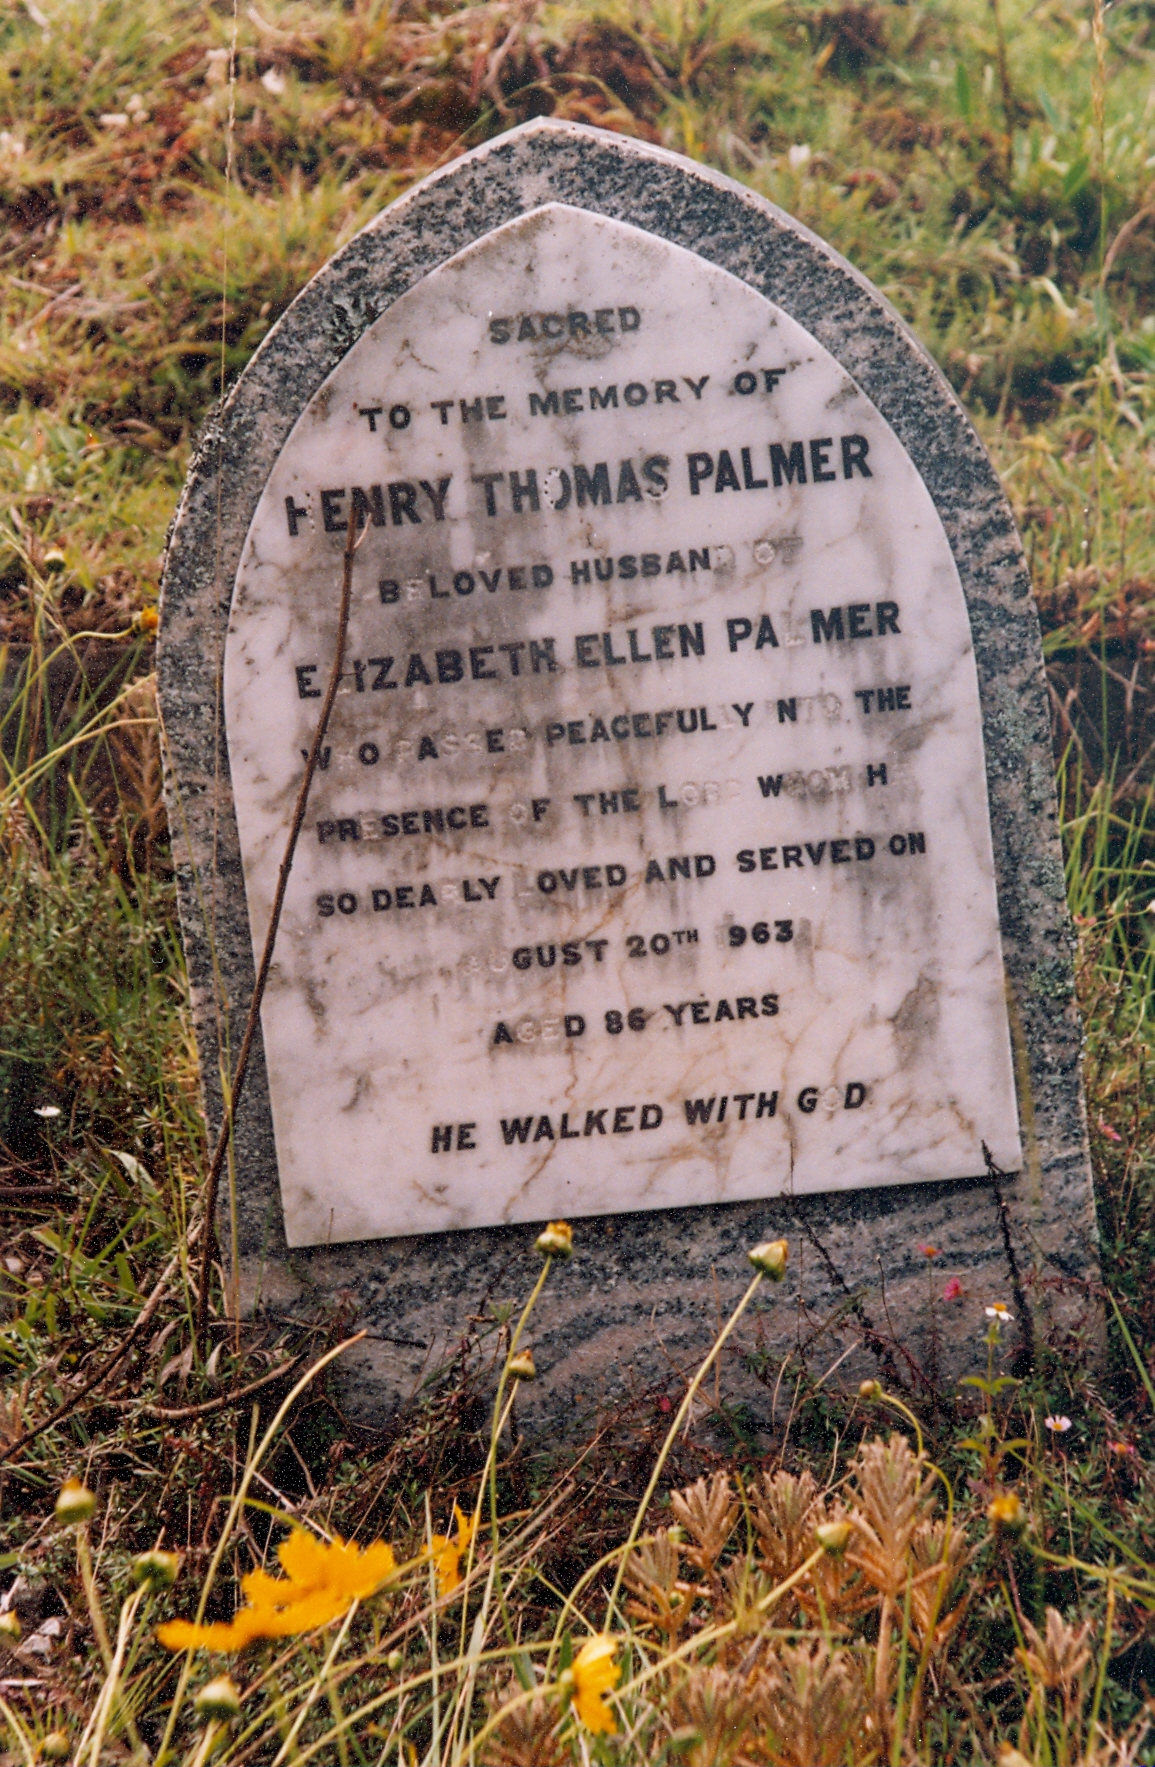 SACRED
TO THE MEMORY OF
HENRY THOMAS PALMER
BELOVED HUSBAND OF
ELIZABETH ELLEN PALMER
WHO PASSED PEACEFULLY INTO THE
PRESENCE OF THE LORD WHOM HE
SO DEARLY LOVED AND SERVED ON
AUGUST 20TH 1963
AGED 86 YEARS
HE WALKED WITH GOD